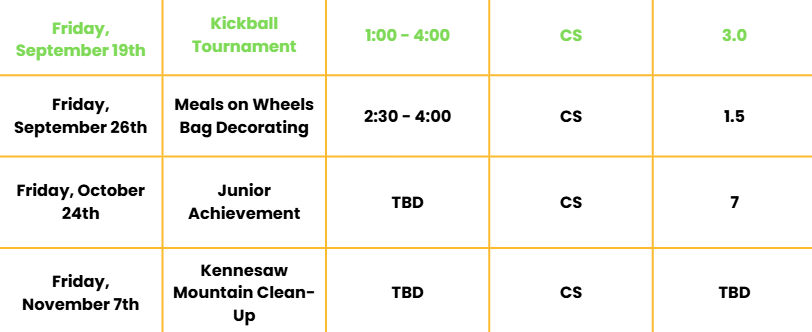 Friday,
September 19th
Kickball
Tournament
1:00 - 4:00
CS
3.0
Friday,
September 26th
Meals on Wheels
Bag Decorating
2:30 - 4:00
CS
1.5
Friday, October
24th
Junior
Achievement
TBD
CS
7
Friday,
November 7th
Kennesaw
Mountain Clean-
Up
TBD
CS
TBD